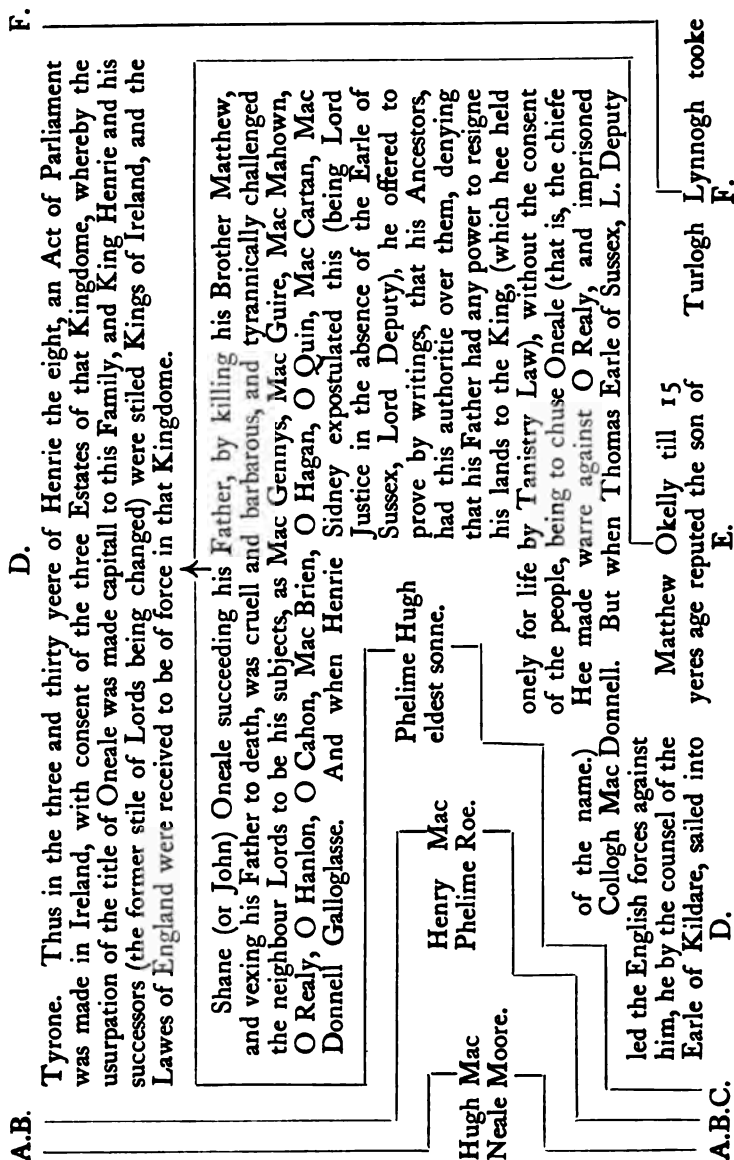 A.B. D. F.
Tyrone. Thus in the three and thirty yeere of Henrie the eight, an Act of Parliament
was made in Ireland, with consent of the three Estates of that Kingdome, whereby the
usurpation of the title of Oneale was made capitall to this Family, and King Henrie and his
successors (the former stile of Lords being changed) were stiled Kings of Ireland, and the
Lawes of England were received to be of force in that Kingdome.
Shane (or John) Oneale succeeding his Father, by killing his Brother Matthew,
and vexing his Father to death, was cruell and barbarous, and tyrannically challenged
the neighbour Lords to be his subjects, as Mac Gennys, Mac Guire, Mac Mahown,
O Realy, O Hanlon, O Cahon, Mac Brien, O Hagan, O Quin, Mac Cartan, Mac
Donnell Galloglasse. And when Henrie Sidney expostulated this (being Lord
Justice in the absence of the Earle of
Sussex, Lord Deputy), he offered to
prove by writings, that his Ancestors,
had this authoritie over them, denying
that his Father had any power to resigne
his lands to the King, (which hee held
onely for life by Tanistry Law), without the consent
of the people, being to chuse Oneale (that is, the chiefe
of the name.) Hee made warre against O Realy, and imprisoned
Collogh Mac Donnell. But when Thomas Earle of Sussex, L. Deputy
led the English forces against
him, he by the counsel of the
Earle of Kildare, sailed into
Phelime Hugh
eldest sonne.
Henry Mac
Phelime Roe.
Hugh Mac
Neale Moore.
Matthew Okelly till 15
yeres age reputed the son of
Turlogh Lynnogh tooke
A.B.C. D. E. F.